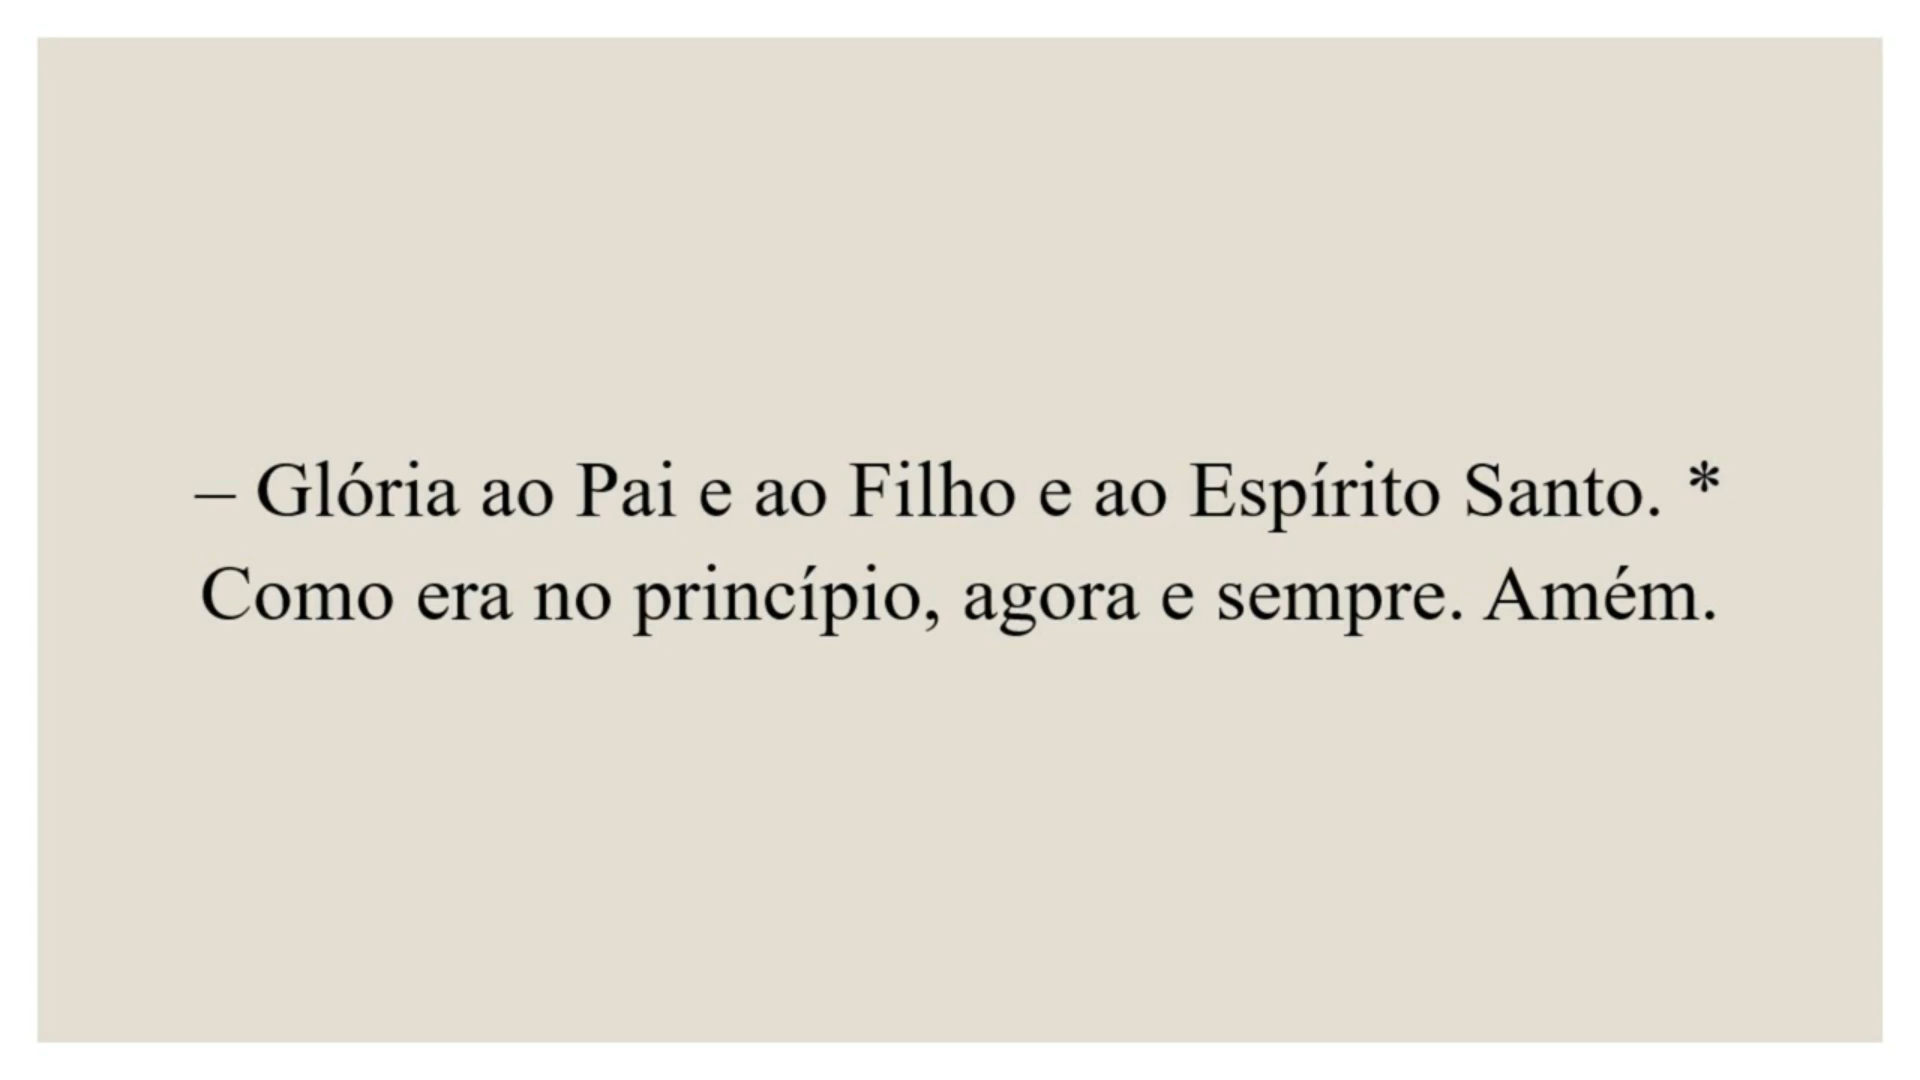 – Glória ao Pai e ao Filho e ao Espírito Santo. *
Como era no princípio, agora e sempre. Amém.